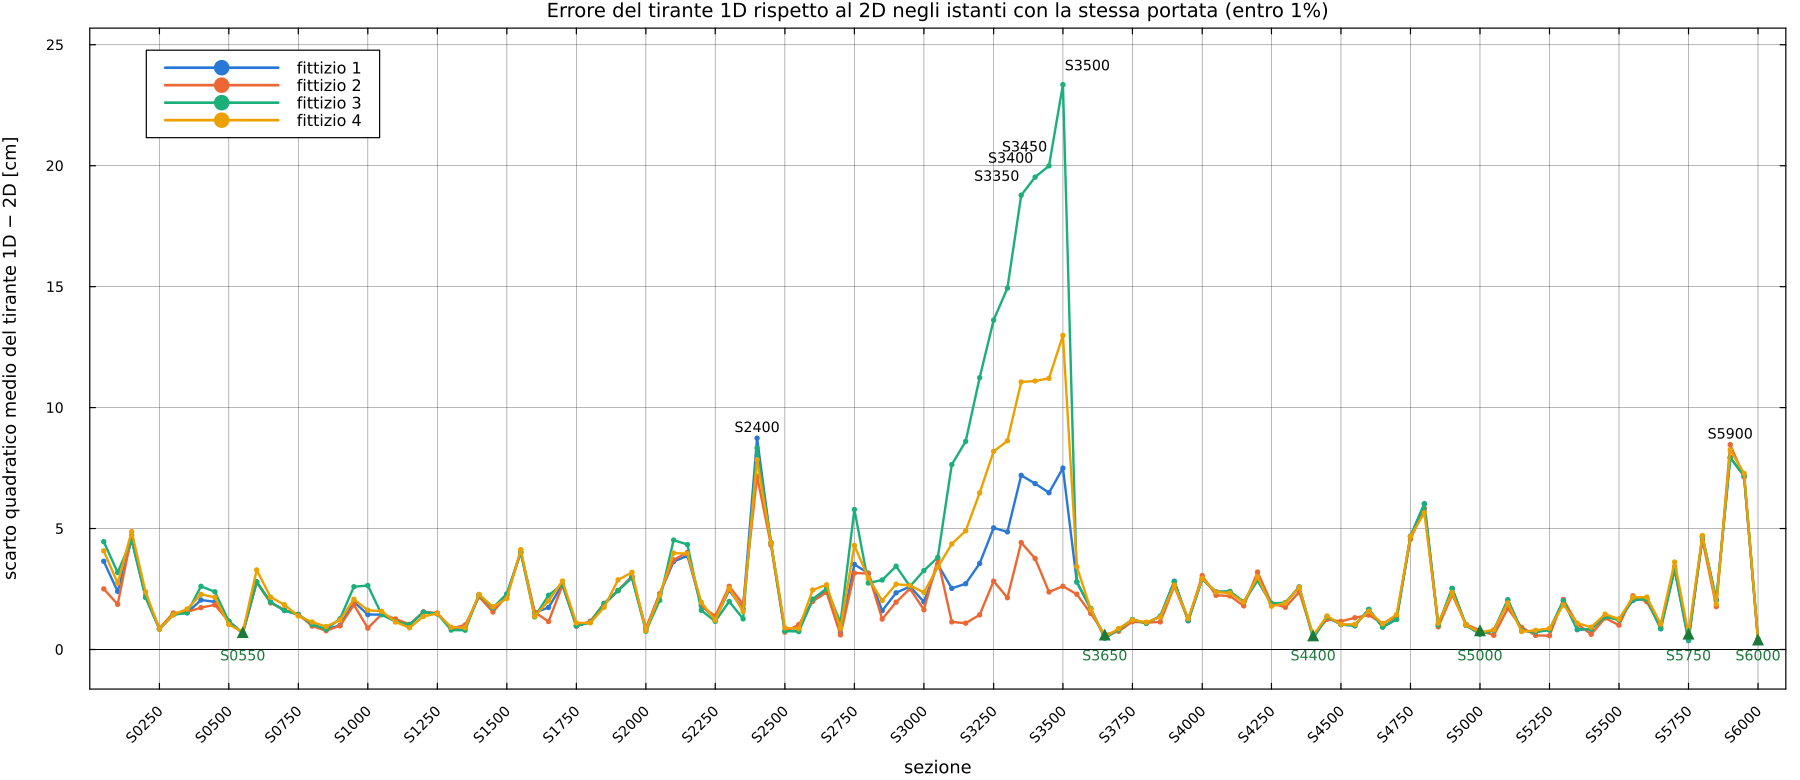 Errore del tirante 1D rispetto al 2D negli istanti con la stessa portata (entro 1%)
scarto quadratico medio del tirante 1D − 2D [cm]
25
20
15
10
5
0
fittizio 1
fittizio 2
fittizio 3
fittizio 4
S3500
S3450
S3400
S3350
S2400
S5900
S0550
S3650
S4400
S5000
S5750
S6000
S0250
S0500
S0750
S1000
S1250
S1500
S1750
S2000
S2250
S2500
S2750
S3000
S3250
S3500
S3750
S4000
S4250
S4500
S4750
S5000
S5250
S5500
S5750
S6000
sezione